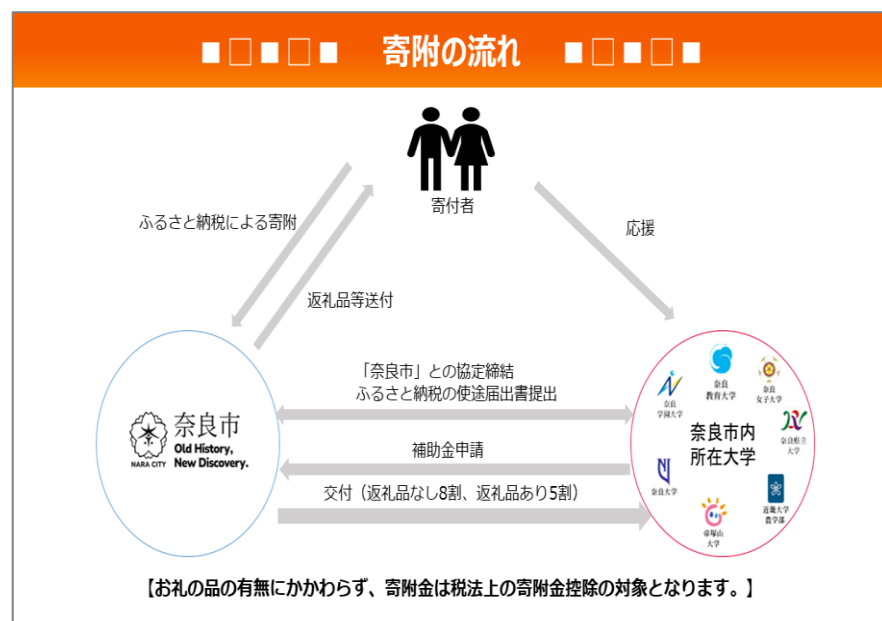 ■□■□■ 寄附の流れ ■□■□■
寄付者
ふるさと納税による寄附
応援
返礼品等送付
「奈良市」との協定締結
ふるさと納税の使途届出書提出
補助金申請
交付（返礼品なし8割、返礼品あり5割）
奈良市
Old History,
New Discovery.
NARA CITY
奈良
教育大学
奈良
女子大学
奈良
学園大学
奈良県立
大学
奈良市内
所在大学
奈良大学
近畿大学
農学部
帝塚山
大学
【お礼の品の有無にかかわらず、寄附金は税法上の寄附金控除の対象となります。】